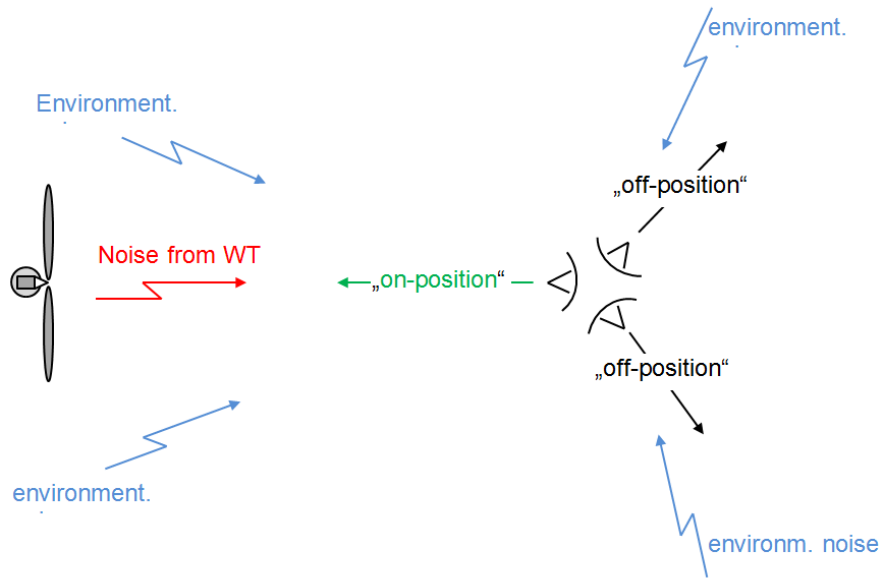 environment.
Environment.
„off-position“
Noise from WT
„on-position“
„off-position“
environment.
environm. noise